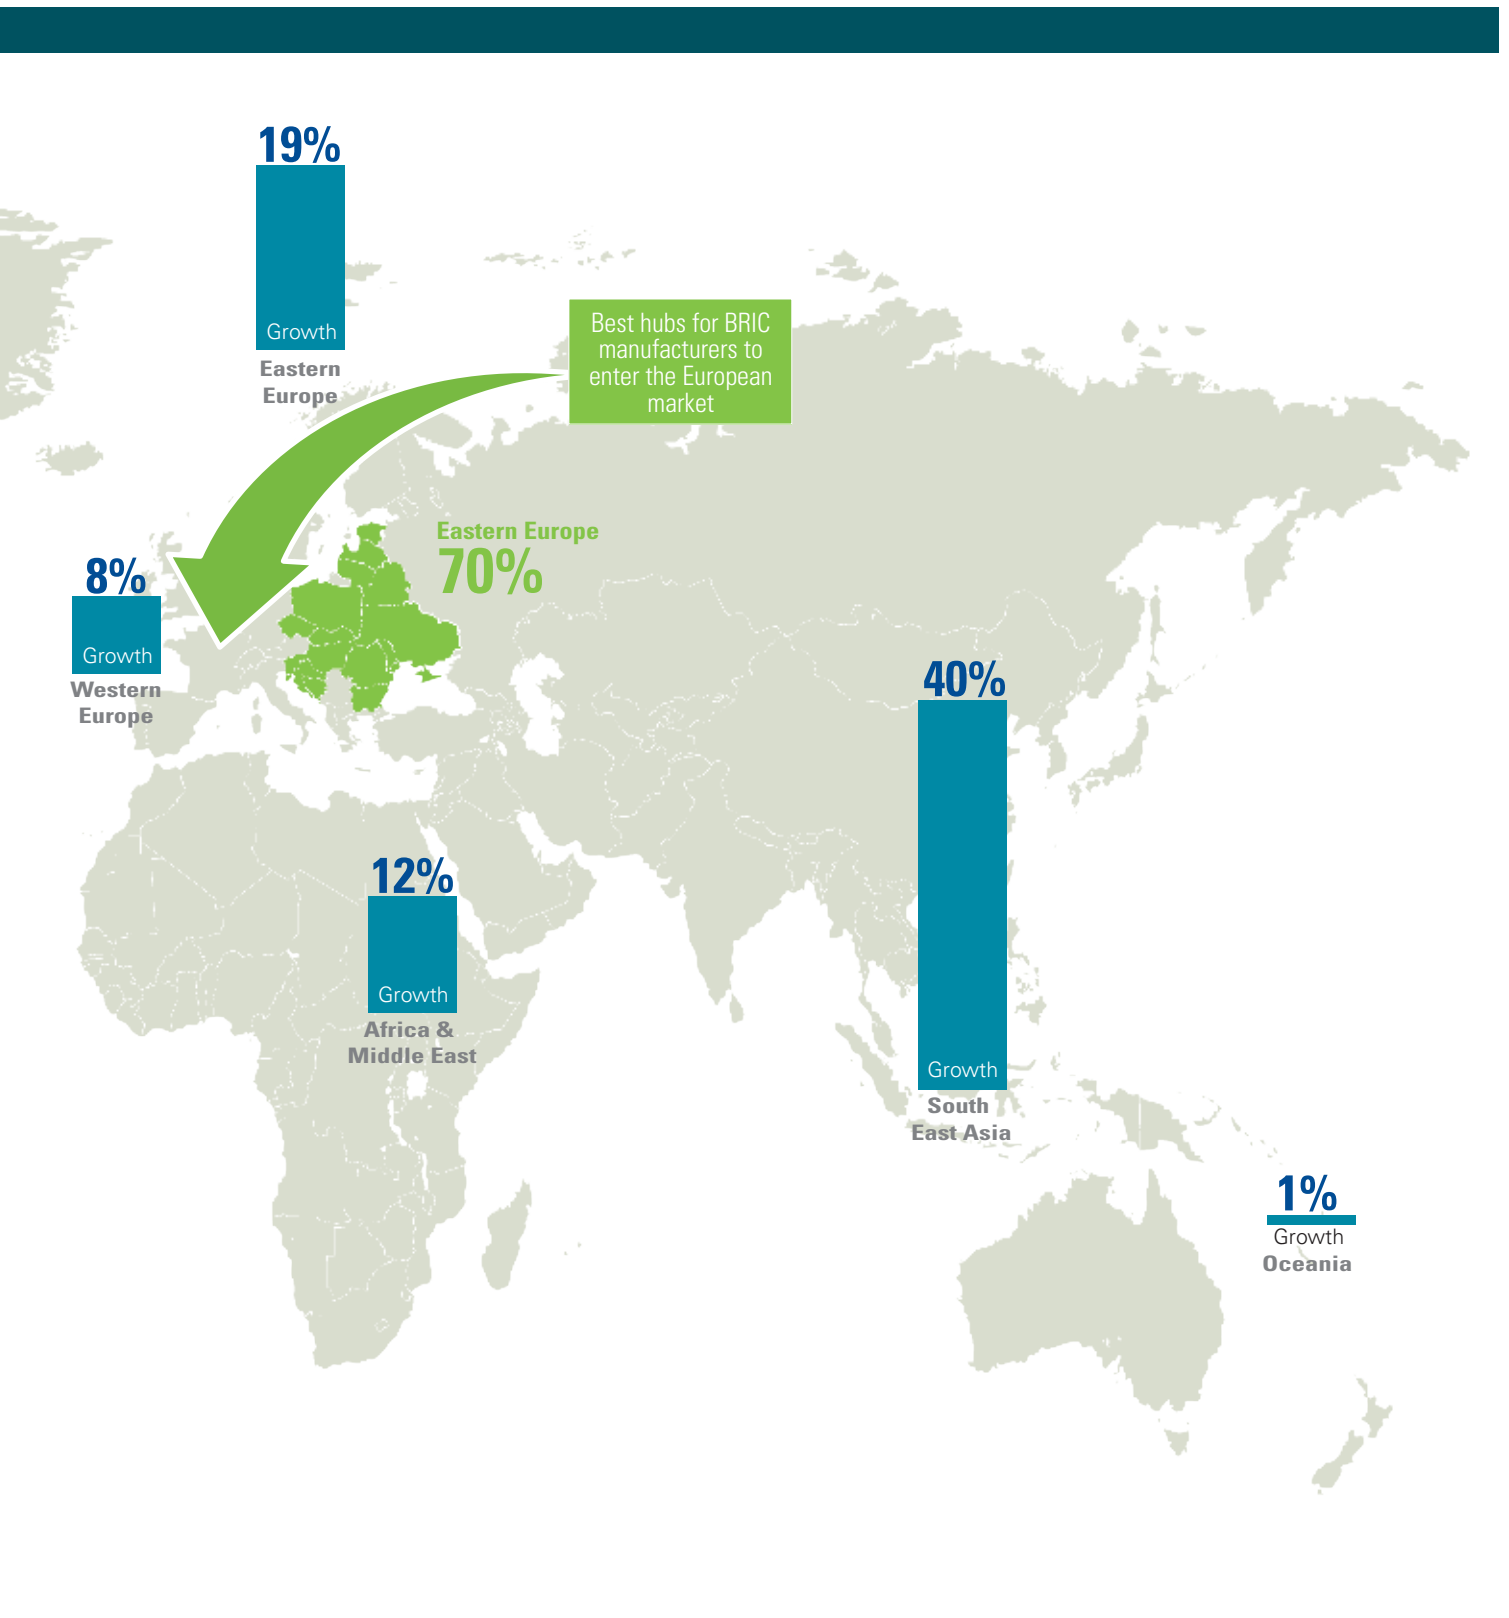 19%
Growth
Eastern
Europe
Best hubs for BRIC
manufacturers to
enter the European
market
Eastern Europe
70%
8%
Growth
Western
Europe
40%
Growth
South
East Asia
12%
Growth
Africa &
Middle East
1%
Growth
Oceania